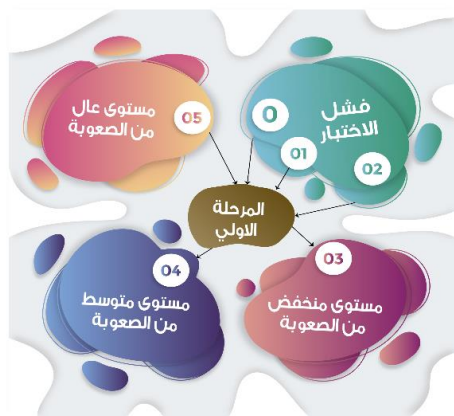 فشل
الاختبار
0
01
02
مستوى عال
من الصعوبة
05
المرحلة
الاولي
03
مستوى منخفض
من الصعوبة
04
مستوى متوسط
من الصعوبة